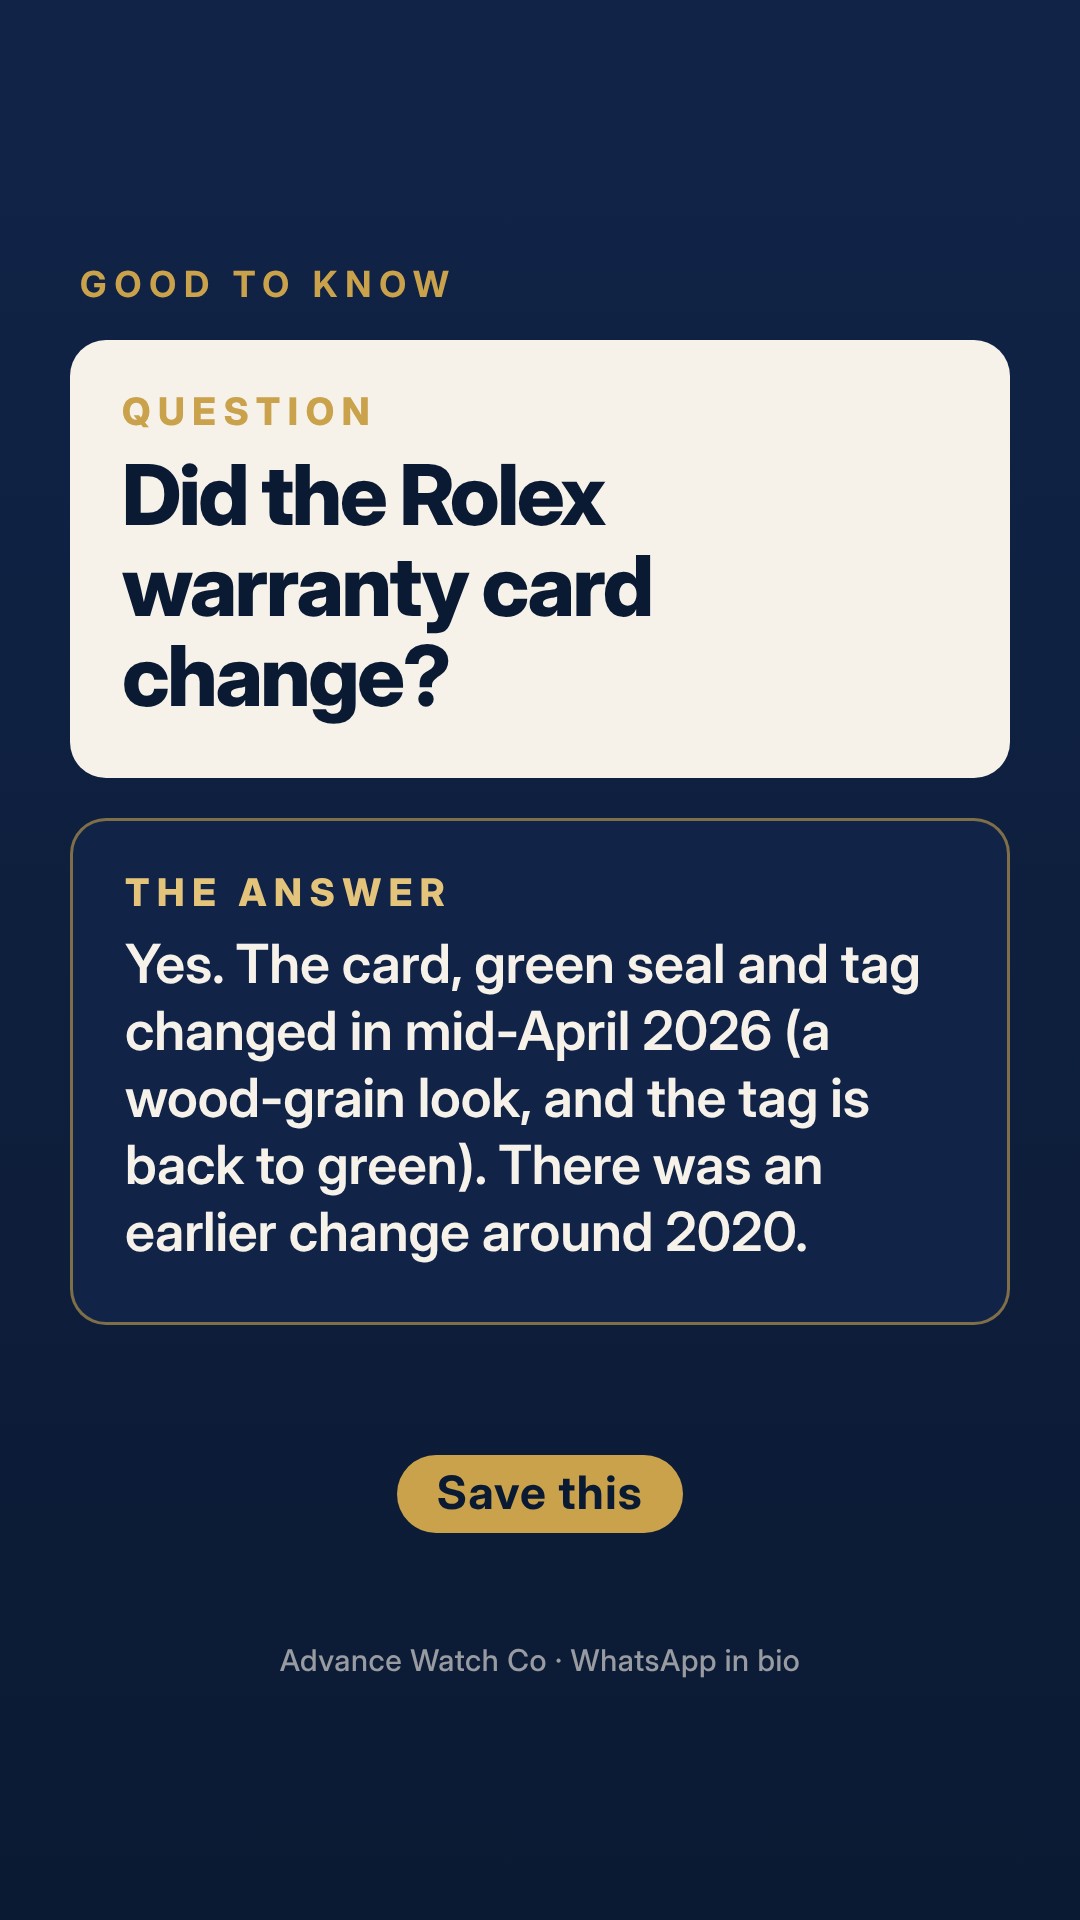 GOOD TO KNOW
QUESTION
Did the Rolex
warranty card
change?
THE ANSWER
Yes. The card, green seal and tag
changed in mid-April 2026 (a
wood-grain look, and the tag is
back to green). There was an
earlier change around 2020.
Save this
Advance Watch Co · WhatsApp in bio